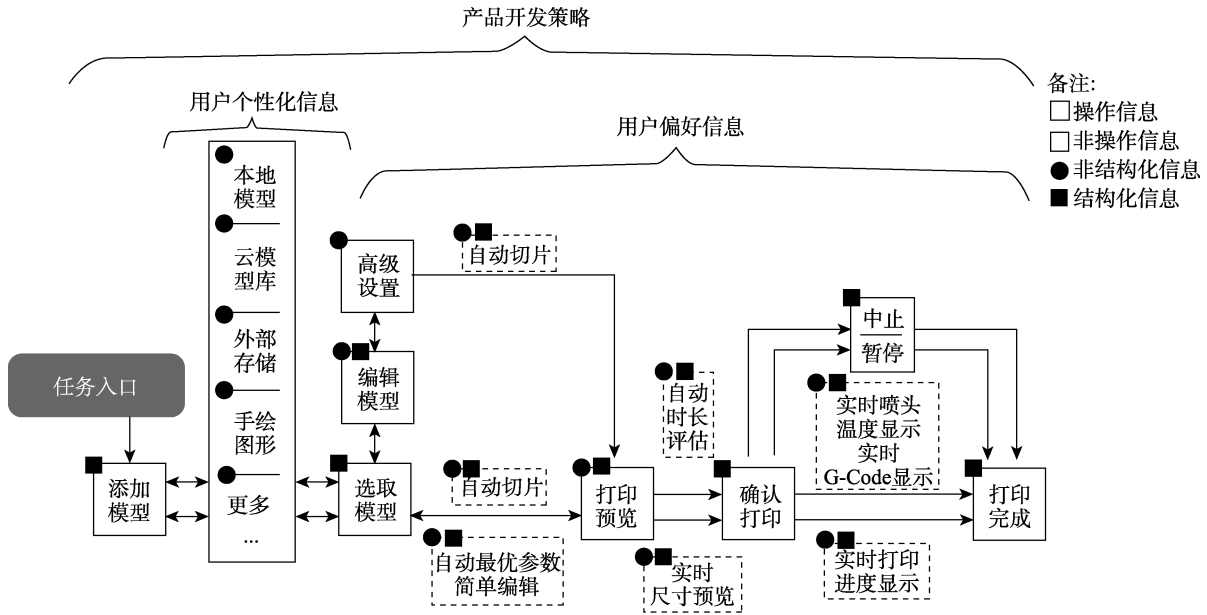 产品开发策略
用户个性化信息
用户偏好信息
备注:
操作信息
非操作信息
非结构化信息
结构化信息
任务入口
添加
模型
本地
模型
云模
型库
外部
存储
手绘
图形
更多
...
高级
设置
编辑
模型
选取
模型
自动切片
自动切片
自动最优参数
简单编辑
打印
预览
自动
时长
评估
实时
尺寸预览
确认
打印
中止
暂停
实时喷头
温度显示
实时
G-Code显示
实时打印
进度显示
打印
完成